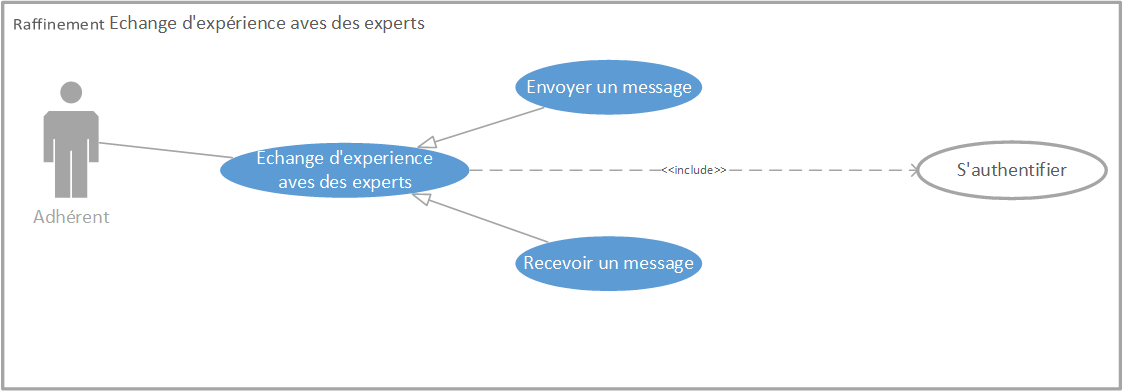 Raffinement Echange d'expérience aves des experts
Envoyer un message
Echange d'experience
aves des experts
<<include>>
S'authentifier
Adhérent
Recevoir un message